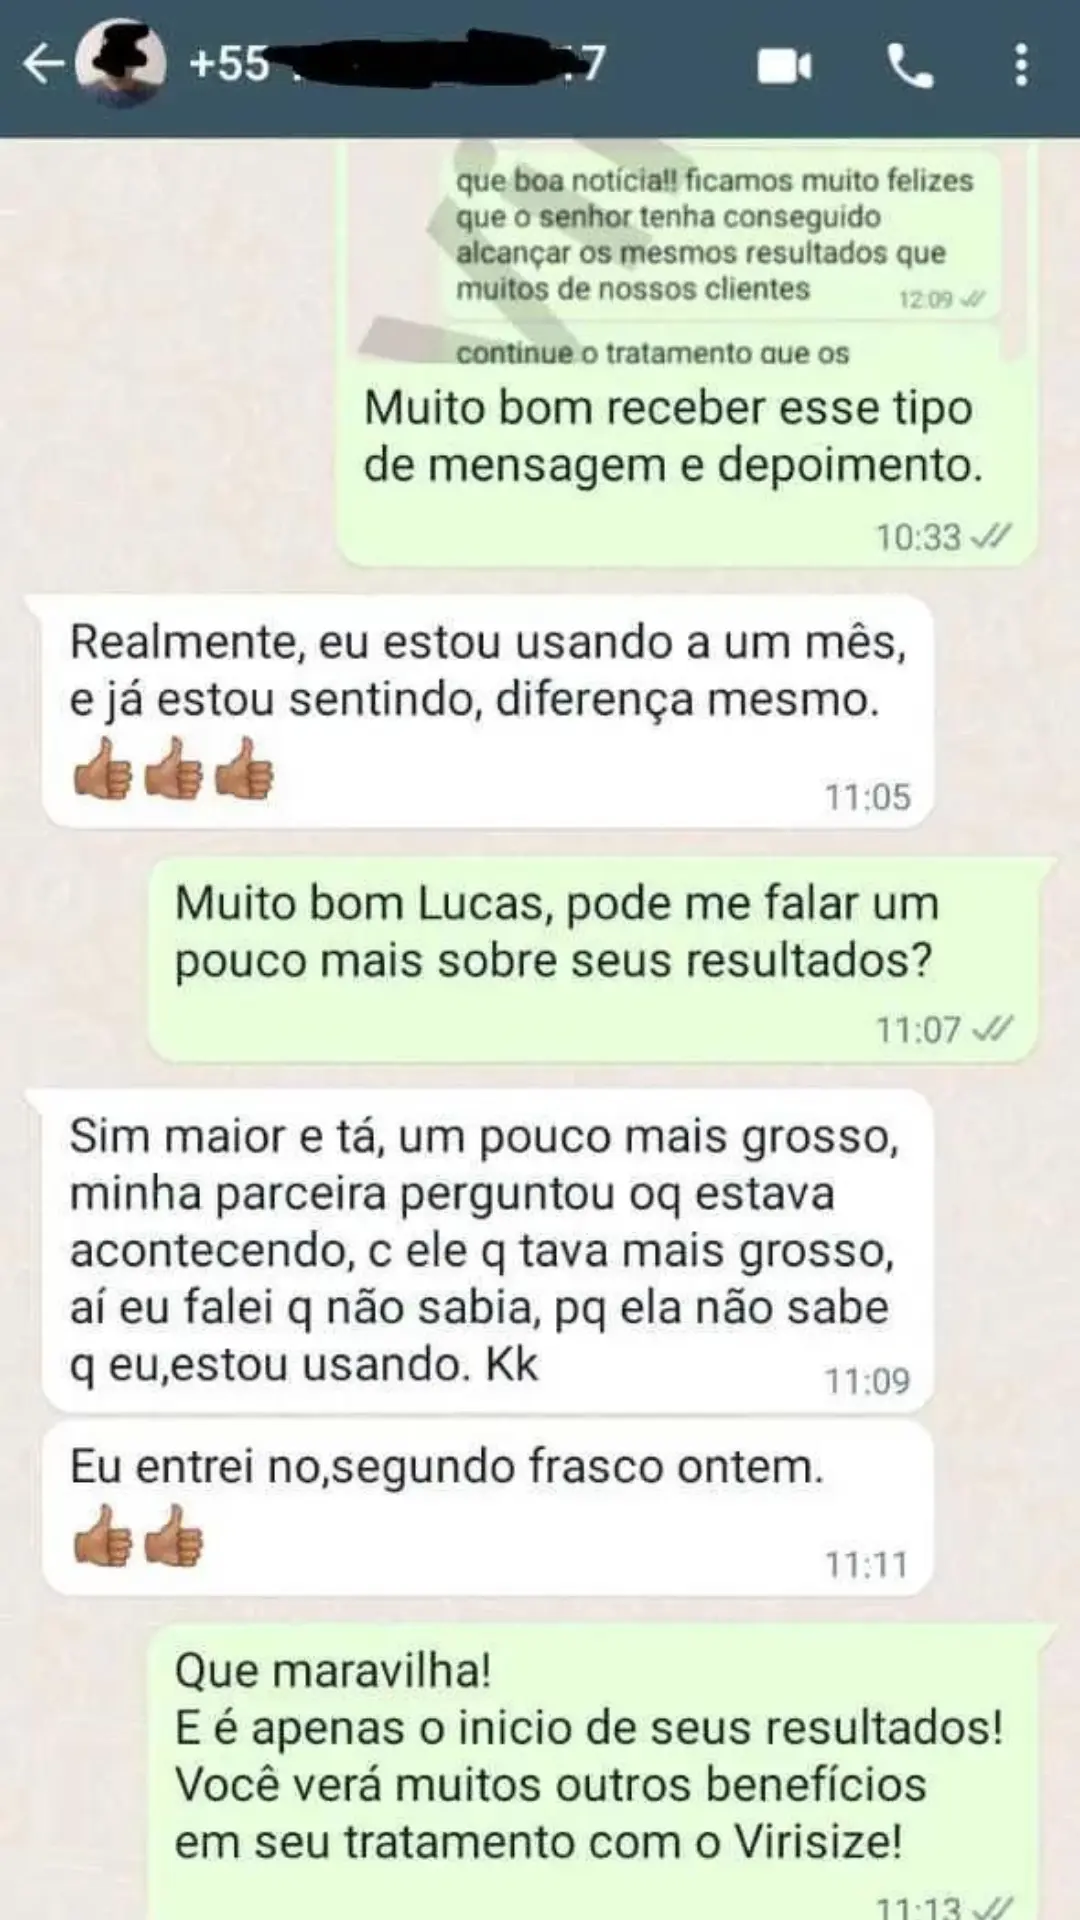 +55
7
que boa notícia!! ficamos muito felizes
que o senhor tenha conseguido
alcançar os mesmos resultados que
muitos de nossos clientes
12:09
continue o tratamento que os
Muito bom receber esse tipo
de mensagem e depoimento.
10:33
Realmente, eu estou usando a um mês,
e já estou sentindo, diferença mesmo.
👍🏽👍🏽👍🏽
11:05
Muito bom Lucas, pode me falar um
pouco mais sobre seus resultados?
11:07
Sim maior e tá, um pouco mais grosso,
minha parceira perguntou oq estava
acontecendo, c ele q tava mais grosso,
aí eu falei q não sabia, pq ela não sabe
q eu,estou usando. Kk
11:09
Eu entrei no,segundo frasco ontem.
👍🏽👍🏽
11:11
Que maravilha!
E é apenas o inicio de seus resultados!
Você verá muitos outros benefícios
em seu tratamento com o Virisize!
11:13